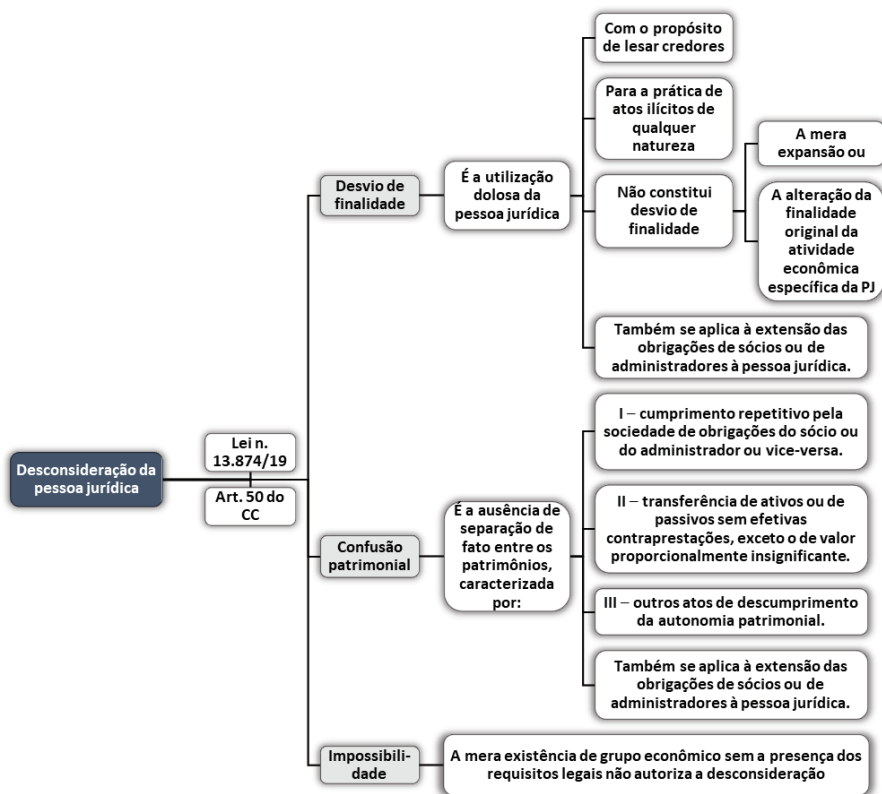 Desconsideração da
pessoa jurídica
Lei n.
13.874/19
Art. 50 do
CC
Desvio de
finalidade
É a utilização
dolosa da
pessoa jurídica
Com o propósito
de lesar credores
Para a prática de
atos ilícitos de
qualquer
natureza
Não constitui
desvio de
finalidade
A mera
expansão ou
A alteração da
finalidade
original da
atividade
econômica
específica da PJ
Também se aplica à extensão das
obrigações de sócios ou de
administradores à pessoa jurídica.
Confusão
patrimonial
É a ausência de
separação de
fato entre os
patrimônios,
caracterizada
por:
I – cumprimento repetitivo pela
sociedade de obrigações do sócio ou
do administrador ou vice-versa.
II – transferência de ativos ou de
passivos sem efetivas
contraprestações, exceto o de valor
proporcionalmente insignificante.
III – outros atos de descumprimento
da autonomia patrimonial.
Também se aplica à extensão das
obrigações de sócios ou de
administradores à pessoa jurídica.
Impossibili-
dade
A mera existência de grupo econômico sem a presença dos
requisitos legais não autoriza a desconsideração